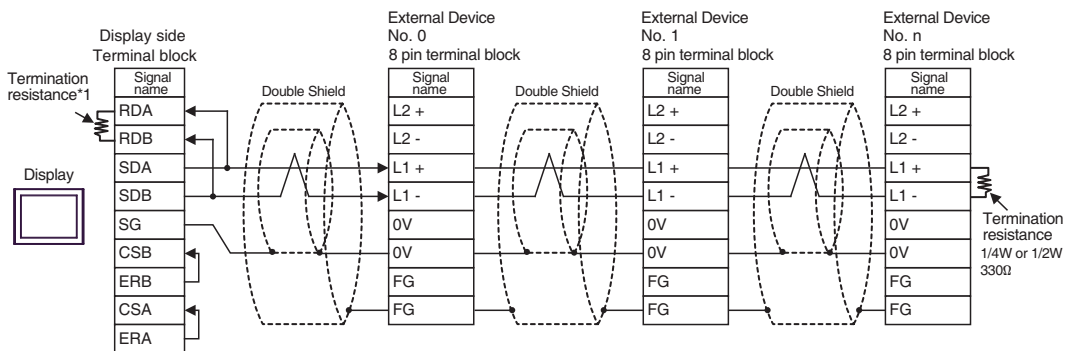 Display side
Terminal block
Termination
resistance*1
Display
Signal
name
RDA
RDB
SDA
SDB
SG
CSB
ERB
CSA
ERA
Double Shield
External Device
No. 0
8 pin terminal block
Signal
name
L2 +
L2 -
L1 +
L1 -
0V
0V
FG
FG
Double Shield
External Device
No. 1
8 pin terminal block
Signal
name
L2 +
L2 -
L1 +
L1 -
0V
0V
FG
FG
Double Shield
External Device
No. n
8 pin terminal block
Signal
name
L2 +
L2 -
L1 +
L1 -
0V
0V
FG
FG
Termination
resistance
1/4W or 1/2W
330Ω